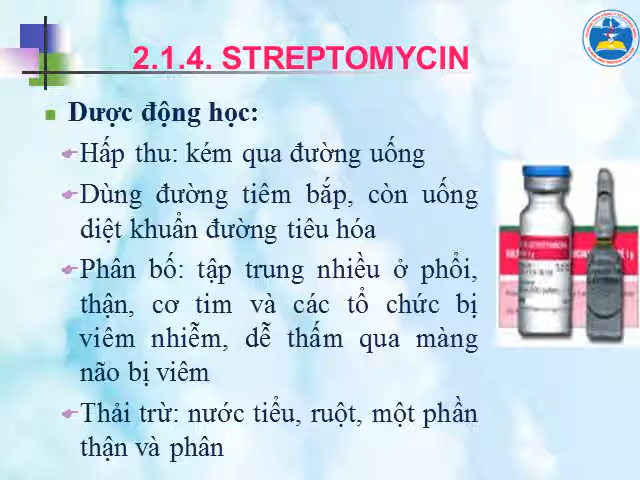 2.1.4. STREPTOMYCIN
Dược động học:
Hấp thu: kém qua đường uống
Dùng đường tiêm bắp, còn uống
diệt khuẩn đường tiêu hóa
Phân bố: tập trung nhiều ở phổi,
thận, cơ tim và các tổ chức bị
viêm nhiễm, dễ thấm qua màng
não bị viêm
Thải trừ: nước tiểu, ruột, một phần
thận và phân